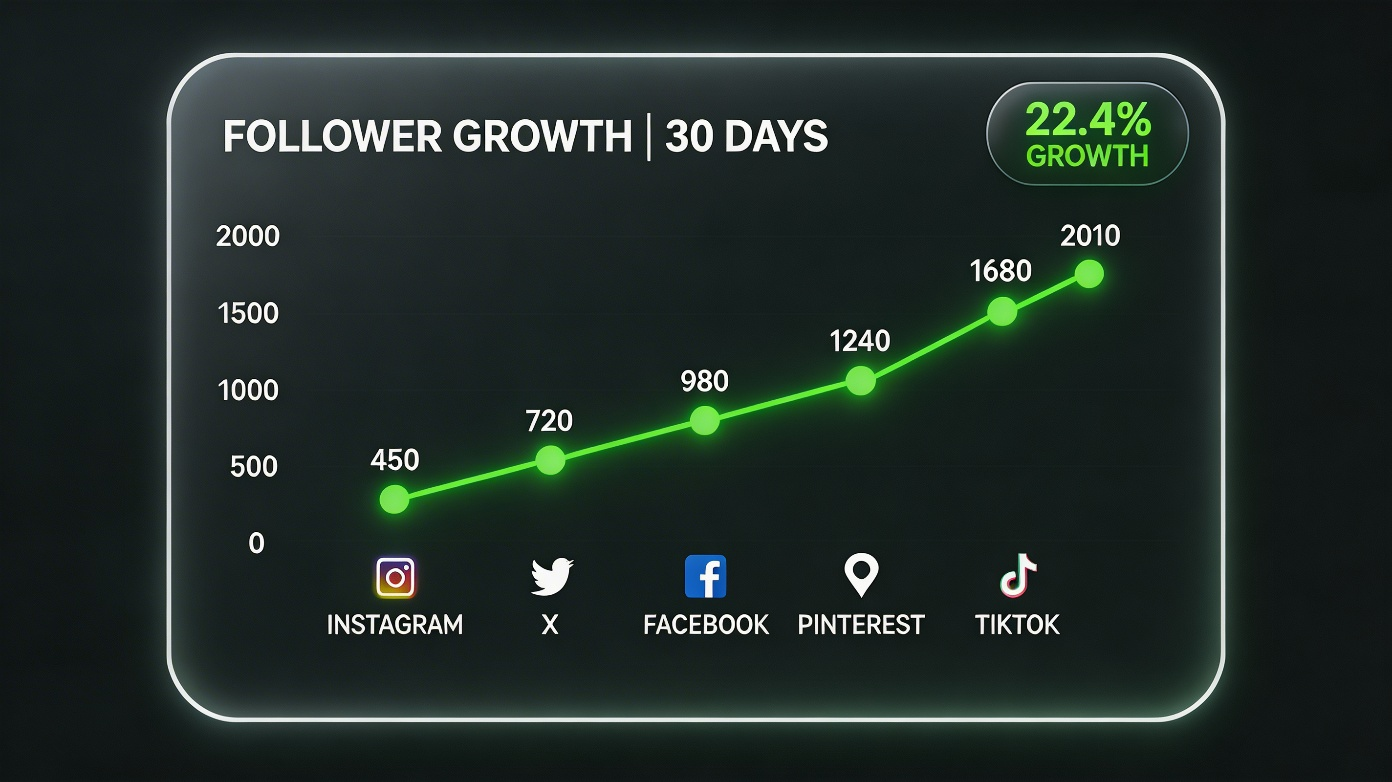 FOLLOWER GROWTH | 30 DAYS
22.4%
GROWTH
2000
1500
1000
500
0
450
720
980
1240
1680
2010
INSTAGRAM
X
FACEBOOK
PINTEREST
TIKTOK